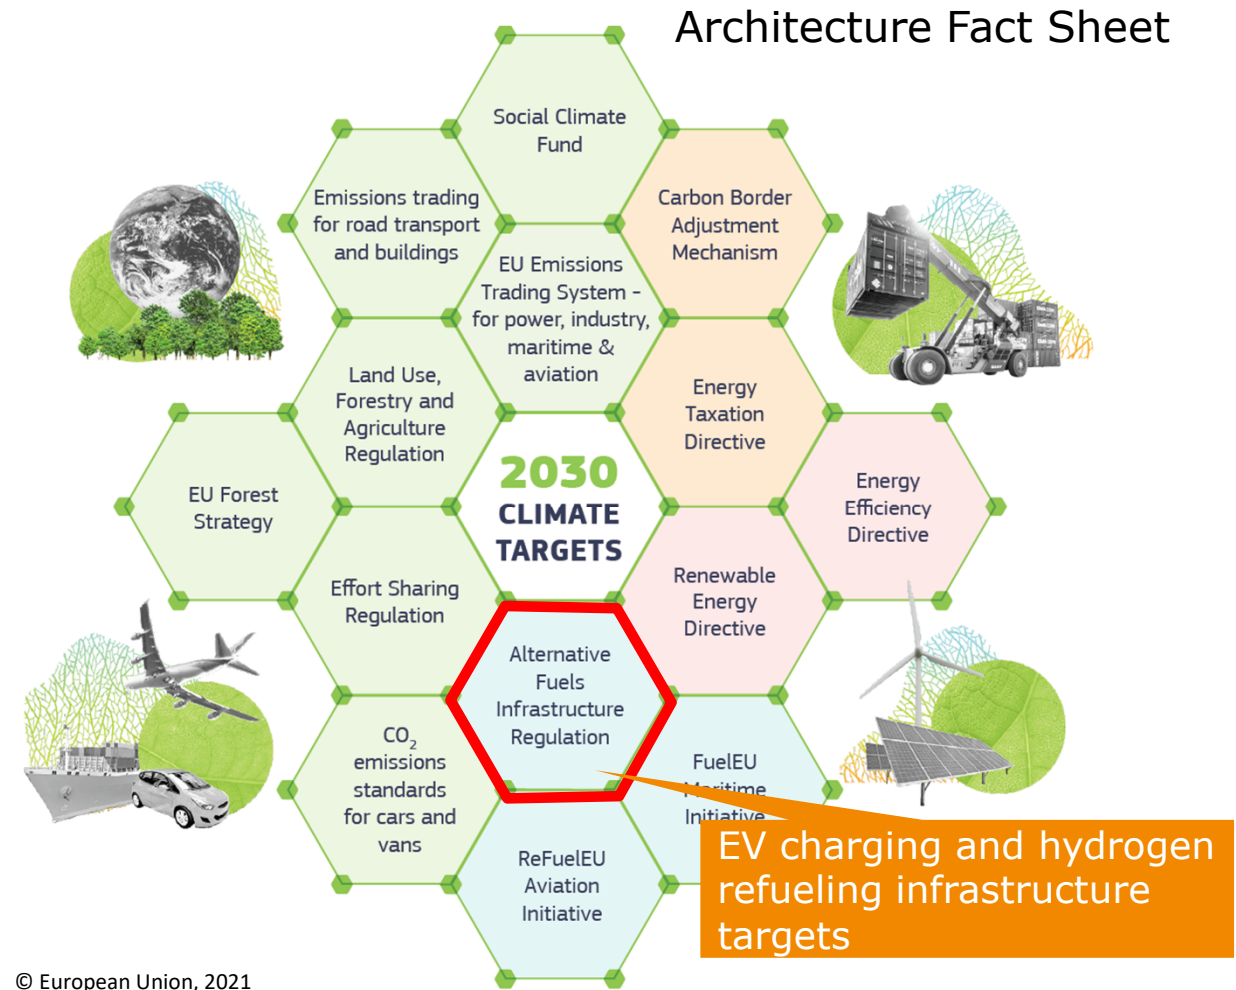 Architecture Fact Sheet
Social Climate
Fund
Emissions trading
for road transport
and buildings
Carbon Border
Adjustment
Mechanism
EU Emissions
Trading System -
for power, industry,
maritime &
aviation
Land Use,
Forestry and
Agriculture
Regulation
Energy
Taxation
Directive
EU Forest
Strategy
2030
CLIMATE
TARGETS
Energy
Efficiency
Directive
Effort Sharing
Regulation
Renewable
Energy
Directive
Alternative
Fuels
Infrastructure
Regulation
CO2
emissions
standards
for cars and
vans
FuelEU
Maritime
Initiative
ReFuelEU
Aviation
Initiative
EV charging and hydrogen
refueling infrastructure
targets
© European Union, 2021